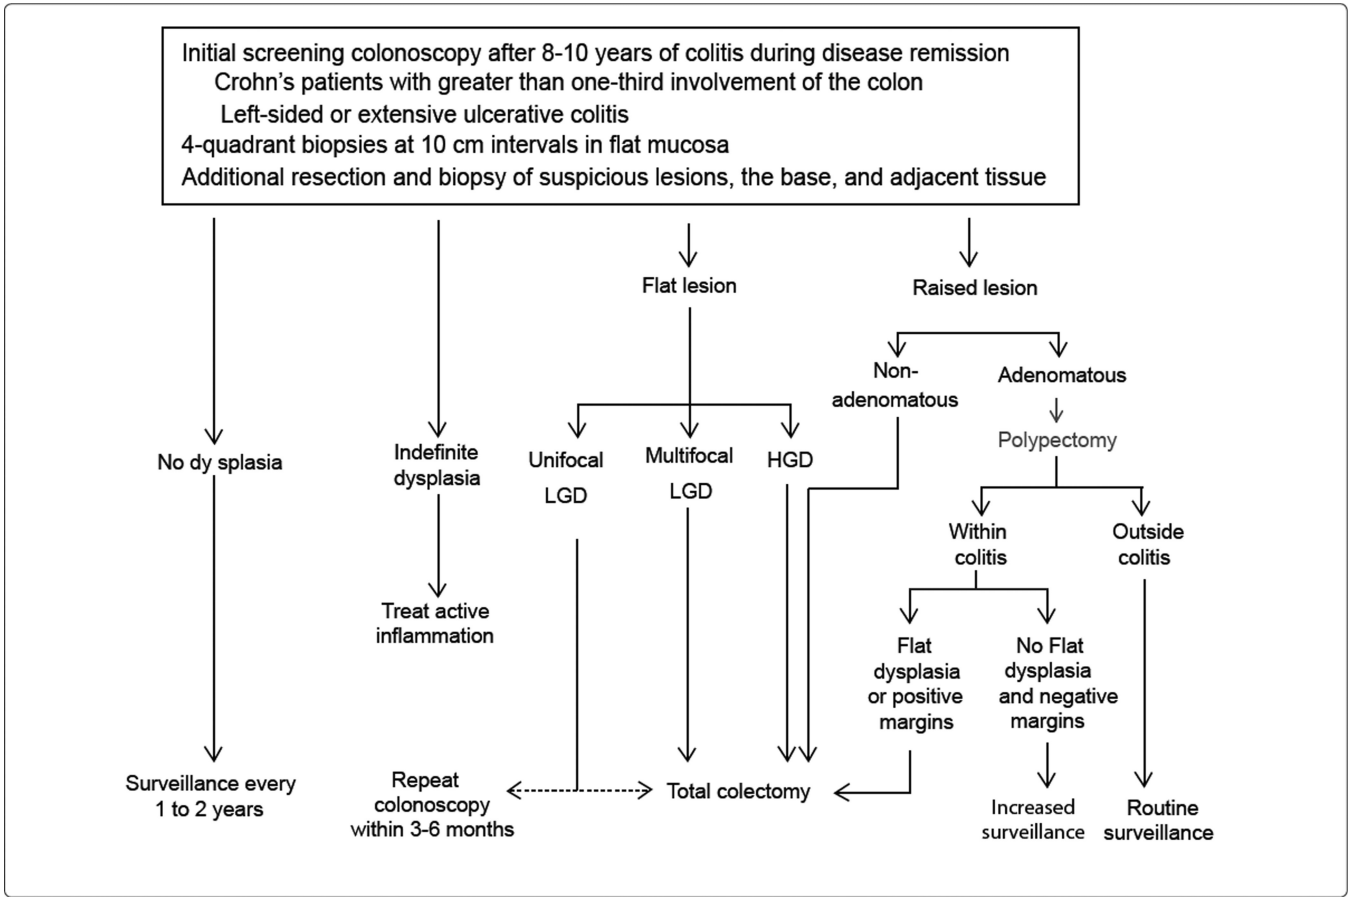 Initial screening colonoscopy after 8-10 years of colitis during disease remission
Crohn's patients with greater than one-third involvement of the colon
Left-sided or extensive ulcerative colitis
4-quadrant biopsies at 10 cm intervals in flat mucosa
Additional resection and biopsy of suspicious lesions, the base, and adjacent tissue
Flat lesion
Raised lesion
Non-
adenomatous
Adenomatous
Polypectomy
No dy splasia
Indefinite
dysplasia
Unifocal
LGD
Multifocal
LGD
HGD
Within
colitis
Outside
colitis
Treat active
inflammation
Flat
dysplasia
or positive
margins
No Flat
dysplasia
and negative
margins
Surveillance every
1 to 2 years
Repeat
colonoscopy
within 3-6 months
Total colectomy
Increased
surveillance
Routine
surveillance